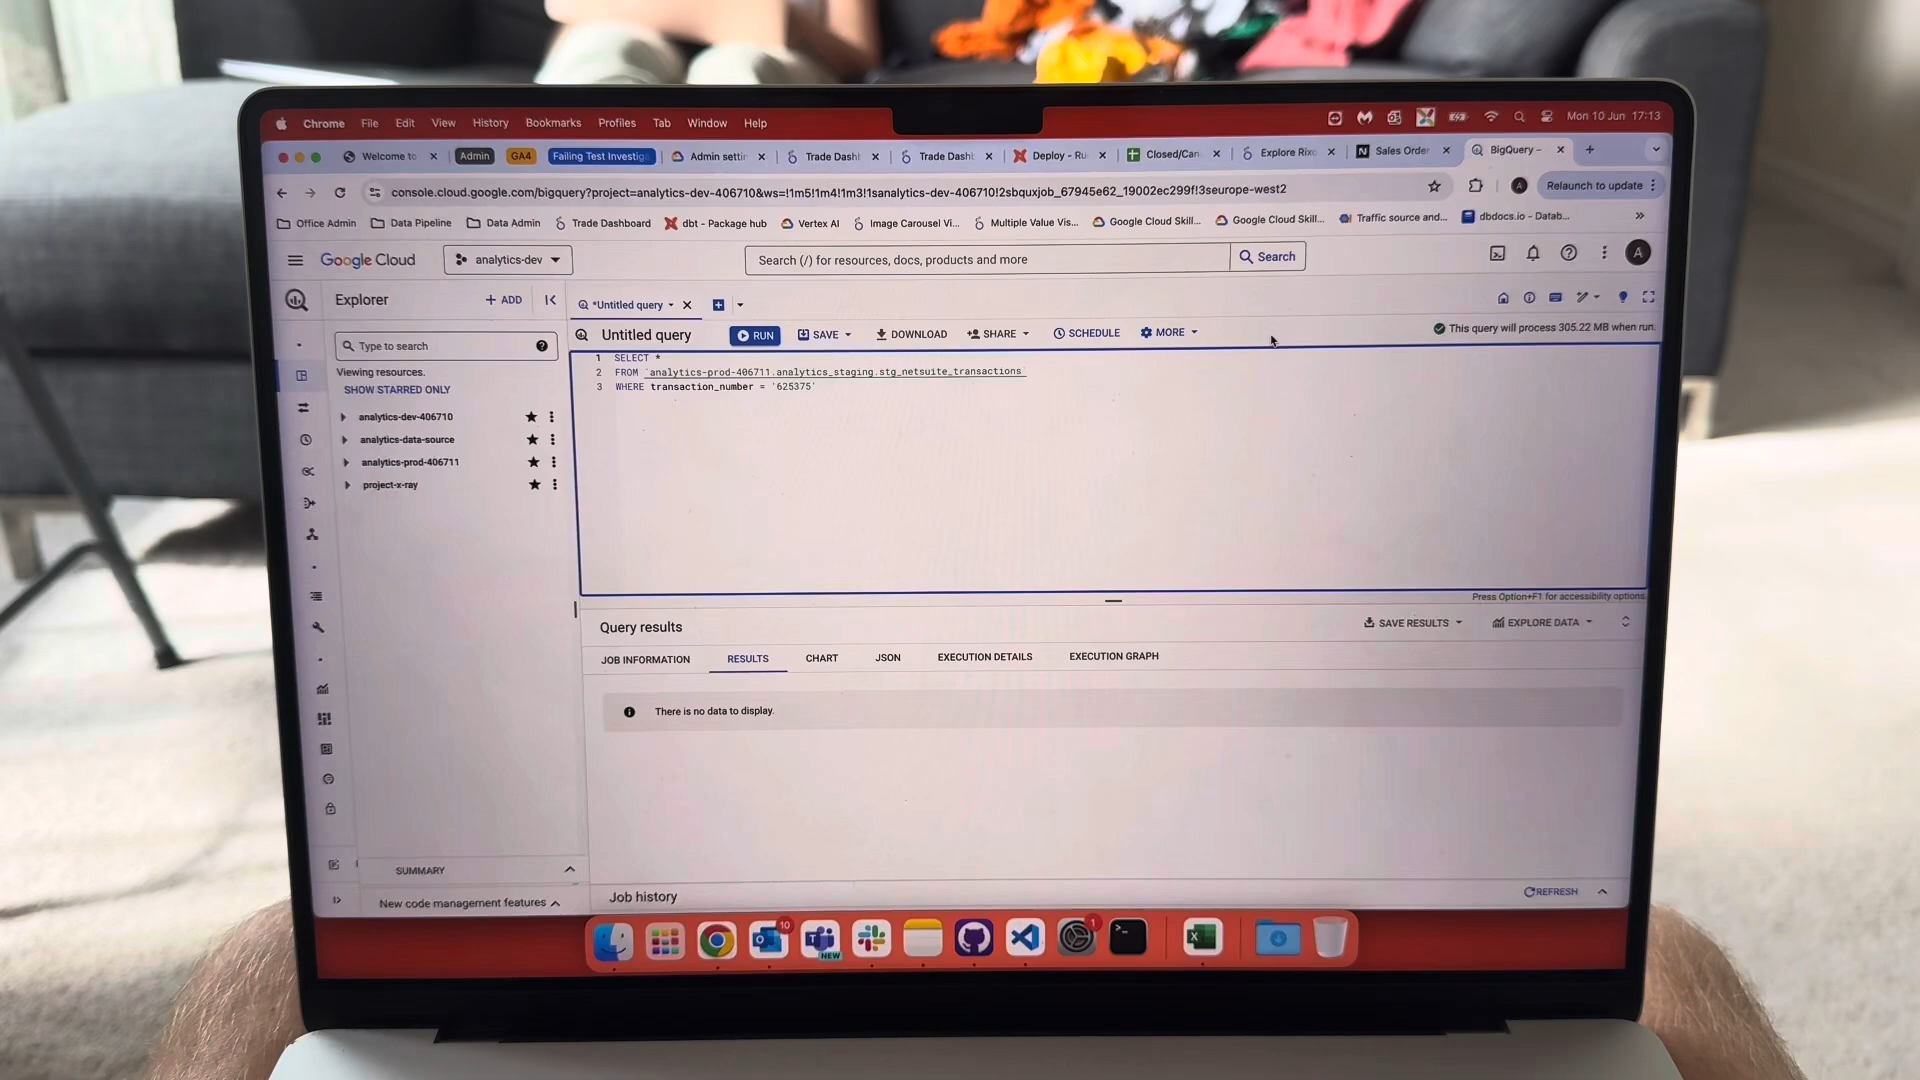 Chrome File Edit View History Bookmarks Profiles Tab Window Help Mon 10 Jun 17:13
Welcome to Admin GA4 Failing Test Investiga Admin settin Trade Dash Trade Dash Deploy - Ru Closed/Can Explore Rixo Sales Order BigQuery -
console.cloud.google.com/bigquery?project=analytics-dev-406710&ws=!1m5!1m4!1m3!1sanalytics-dev-406710!2sbquxjob_67945e62_19002ec299f!3seurope-west2 A Relaunch to update
Office Admin Data Pipeline Data Admin Trade Dashboard dbt - Package hub Vertex AI Image Carousel Vi... Multiple Value Vis... Google Cloud Skill... Google Cloud Skill... Traffic source and... dbdocs.io - Datab... »
Google Cloud analytics-dev Search (/) for resources, docs, products and more Search A
Explorer + ADD *Untitled query
Untitled query RUN SAVE DOWNLOAD SHARE SCHEDULE MORE This query will process 305.22 MB when run.
Type to search
Viewing resources.
SHOW STARRED ONLY
analytics-dev-406710
analytics-data-source
analytics-prod-406711
project-x-ray
1 SELECT *
2 FROM `analytics-prod-406711.analytics_staging.stg_netsuite_transactions`
3 WHERE transaction_number = '625375'
Press Option+F1 for accessibility options.
Query results SAVE RESULTS EXPLORE DATA
JOB INFORMATION RESULTS CHART JSON EXECUTION DETAILS EXECUTION GRAPH
There is no data to display.
SUMMARY
New code management features
Job history REFRESH
10
NEW
1